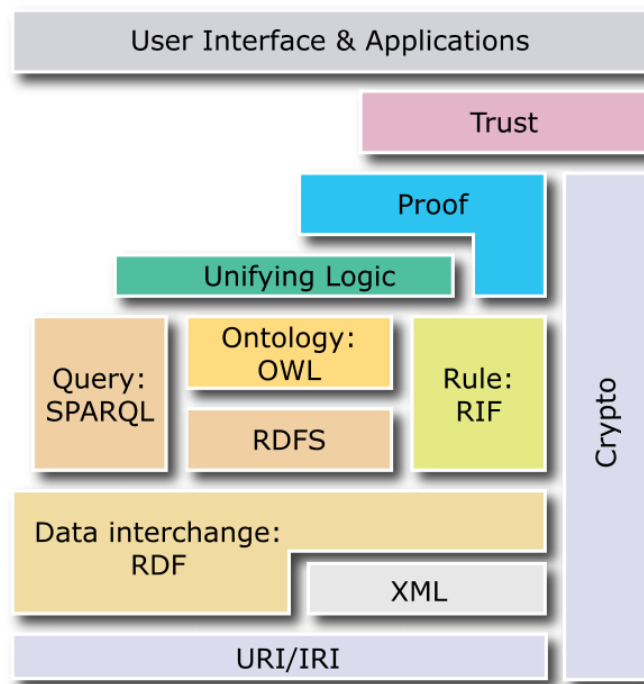 User Interface & Applications
Trust
Proof
Unifying Logic
Ontology:
OWL
Query:
SPARQL
Rule:
RIF
RDFS
Crypto
Data interchange:
RDF
XML
URI/IRI